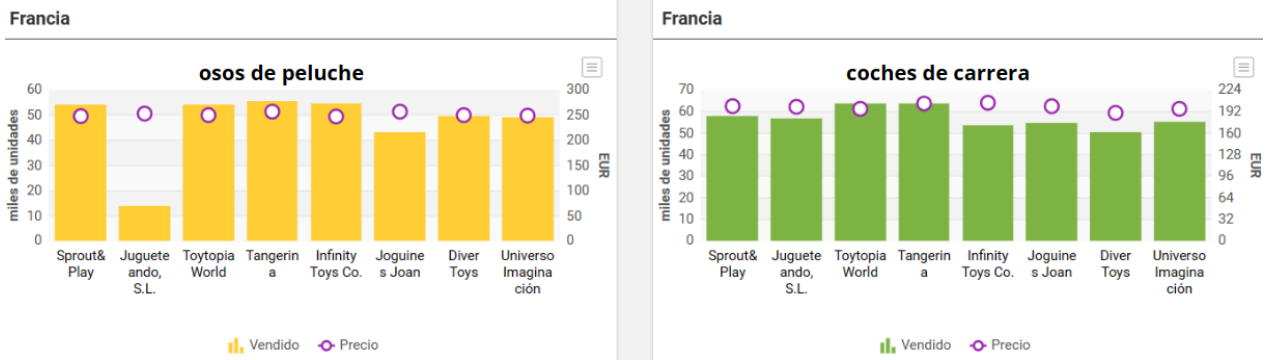 Francia
osos de peluche
60
50
40
30
20
10
0
miles de unidades
300
250
200
150
100
50
0
EUR
Sprout&
Play
Juguete
ando,
S.L.
Toytopia
World
Tangerin
a
Infinity
Toys Co.
Joguine
s Joan
Diver
Toys
Universo
Imagina
ción
Vendido
Precio
Francia
coches de carrera
70
60
50
40
30
20
10
0
miles de unidades
224
192
160
128
96
64
32
0
EUR
Sprout&
Play
Juguete
ando,
S.L.
Toytopia
World
Tangerin
a
Infinity
Toys Co.
Joguine
s Joan
Diver
Toys
Universo
Imagina
ción
Vendido
Precio